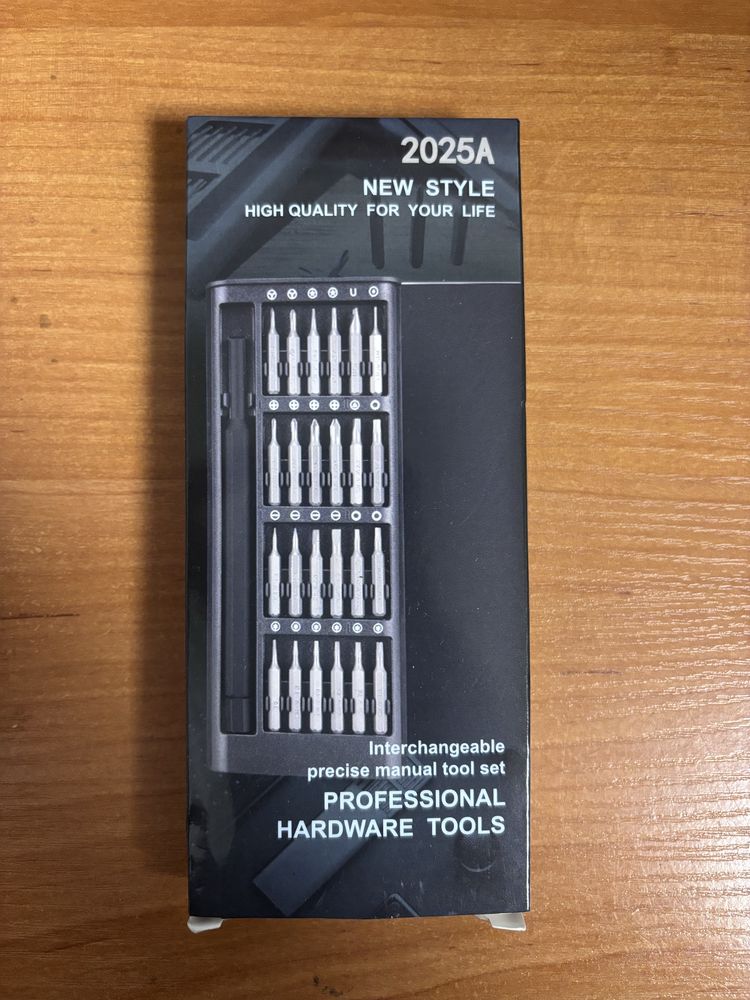 2025A
NEW STYLE
HIGH QUALITY FOR YOUR LIFE
U
Interchangeable
precise manual tool set
PROFESSIONAL
HARDWARE TOOLS